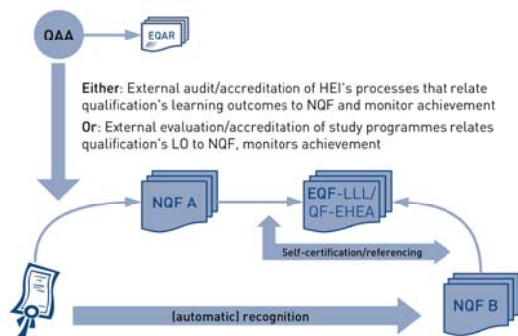 QAA
EQAR
Either: External audit/accreditation of HEI's processes that relate
qualification's learning outcomes to NQF and monitor achievement
Or: External evaluation/accreditation of study programmes relates
qualification's LO to NQF, monitors achievement
NQF A
EQF-LLL/
QF-EHEA
Self-certification/referencing
(automatic) recognition
NQF B